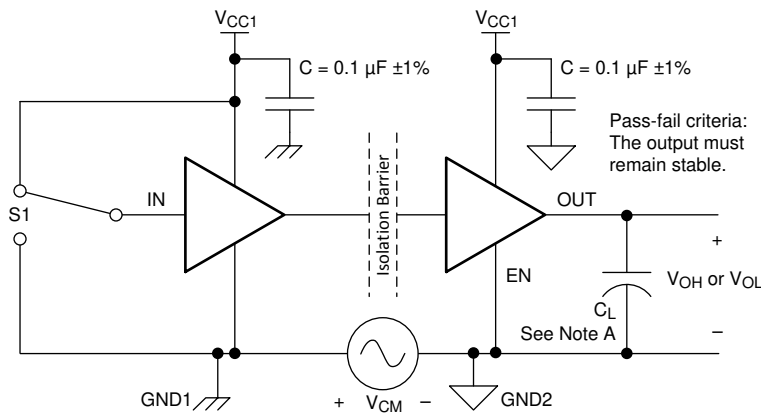 VCC1
VCC1
C = 0.1 µF ±1%
C = 0.1 µF ±1%
Pass-fail criteria:
The output must
remain stable.
Isolation Barrier
IN
OUT
S1
+
EN
VOH or VOL
CL
See Note A
–
GND1
+ VCM –
GND2